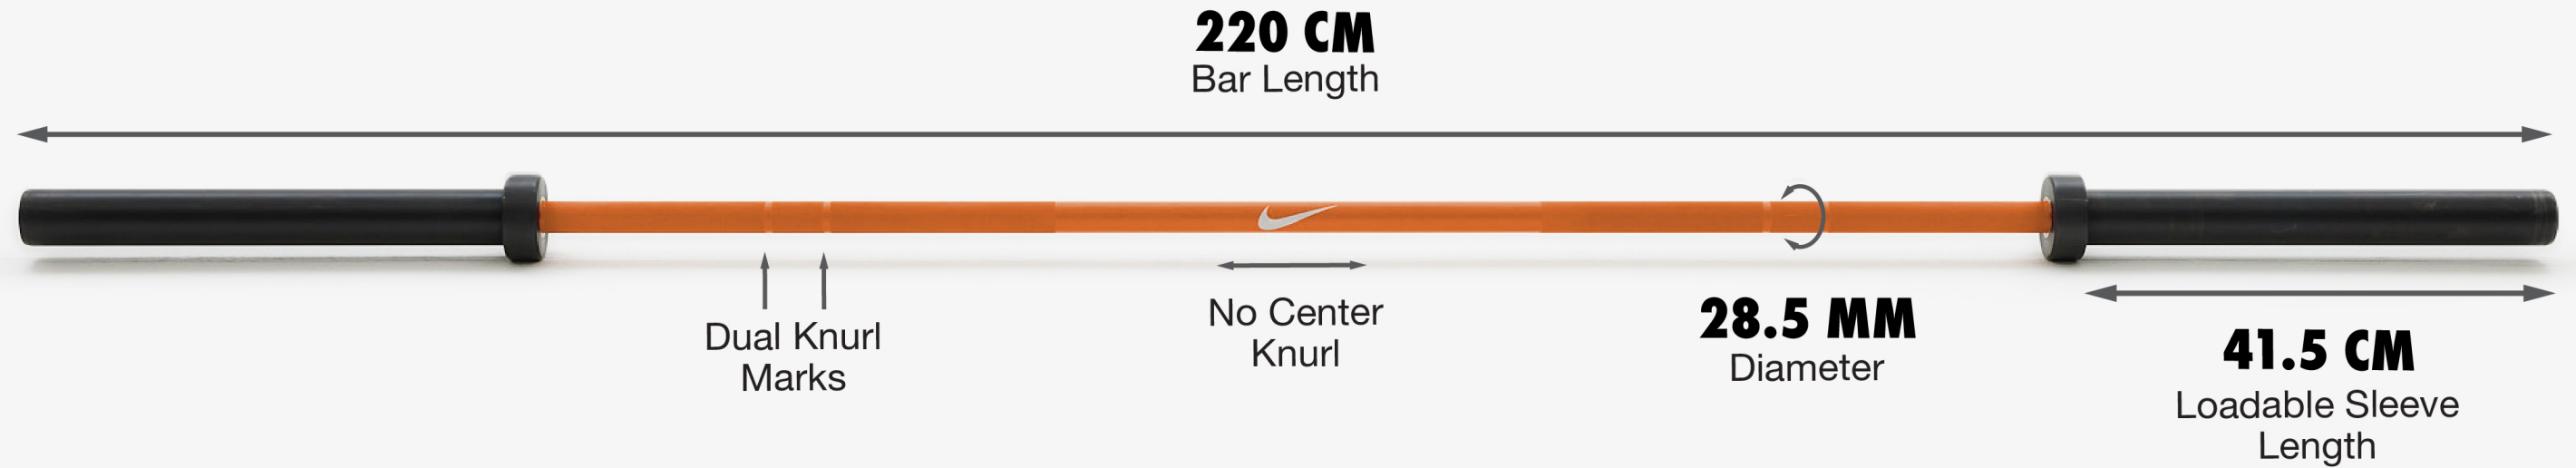 220 CM
Bar Length
Dual Knurl
Marks
No Center
Knurl
28.5 MM
Diameter
41.5 CM
Loadable Sleeve
Length